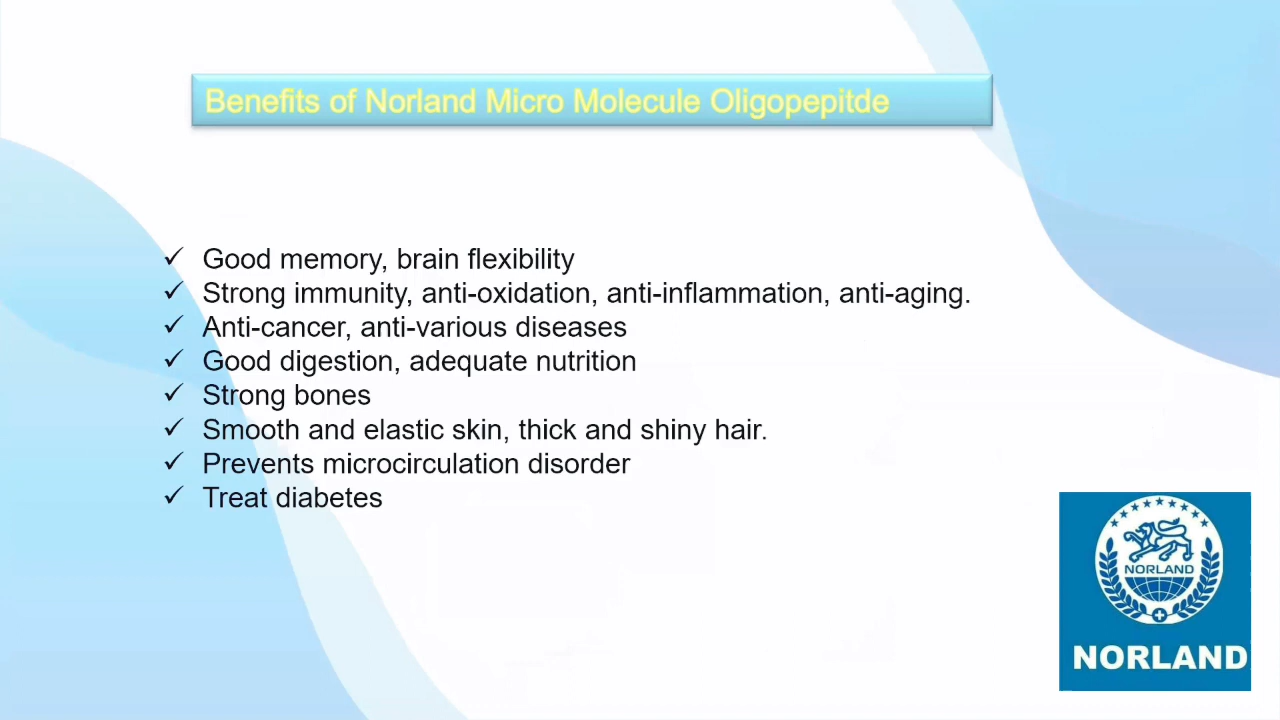 Benefits of Norland Micro Molecule Oligopepitde
✓ Good memory, brain flexibility
✓ Strong immunity, anti-oxidation, anti-inflammation, anti-aging.
✓ Anti-cancer, anti-various diseases
✓ Good digestion, adequate nutrition
✓ Strong bones
✓ Smooth and elastic skin, thick and shiny hair.
✓ Prevents microcirculation disorder
✓ Treat diabetes
NORLAND
NORLAND